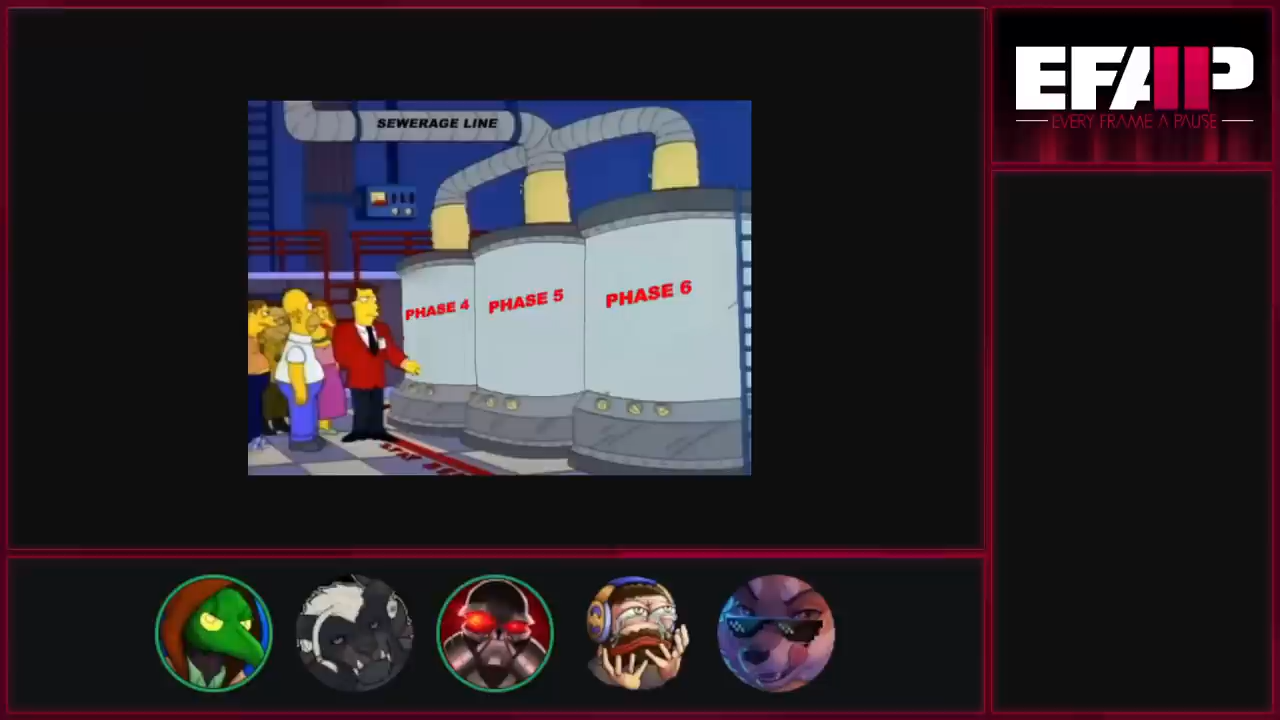 SEWERAGE LINE
PHASE 4
PHASE 5
PHASE 6
EFAP
EVERY FRAME A PAUSE